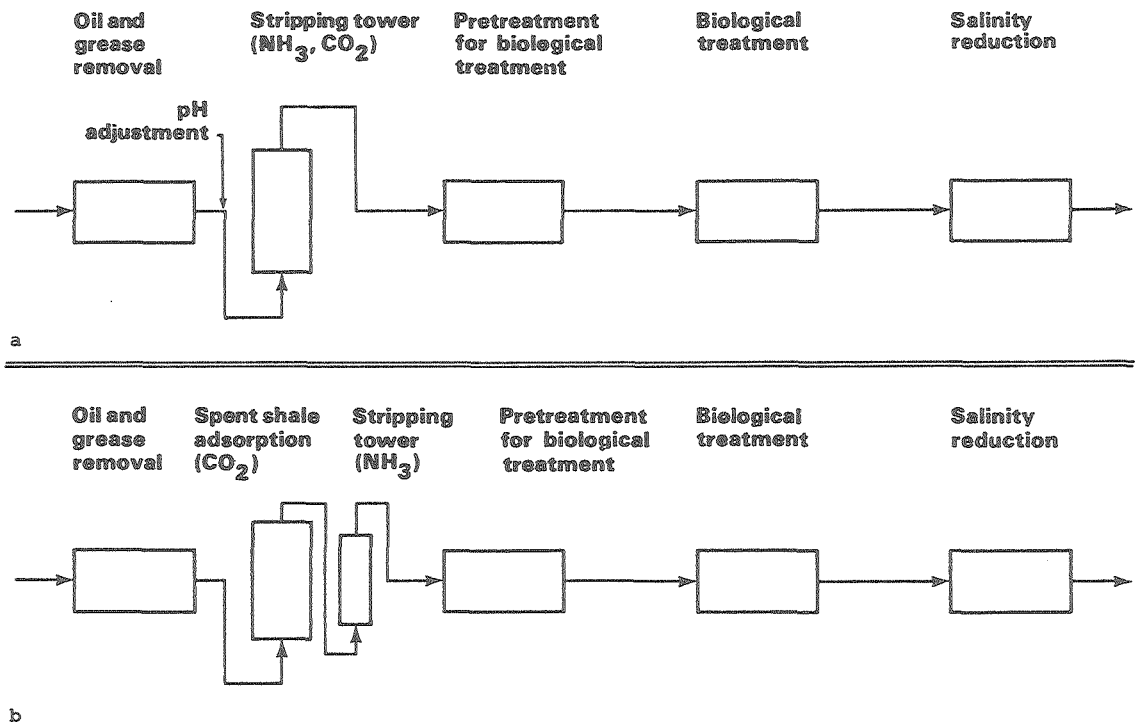 Oil and
grease
removal
Stripping tower
(NH3, CO2)
Pretreatment
for biological
treatment
Biological
treatment
Salinity
reduction
pH
adjustment
a
Oil and
grease
removal
Spent shale
adsorption
(CO2)
Stripping
tower
(NH3)
Pretreatment
for biological
treatment
Biological
treatment
Salinity
reduction
b